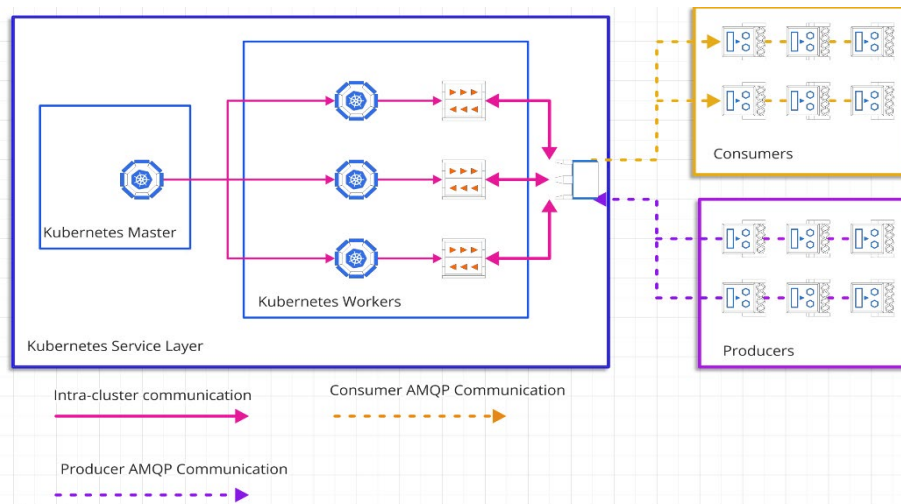 Kubernetes Master
Kubernetes Workers
Kubernetes Service Layer
Consumers
Producers
Intra-cluster communication
Consumer AMQP Communication
Producer AMQP Communication